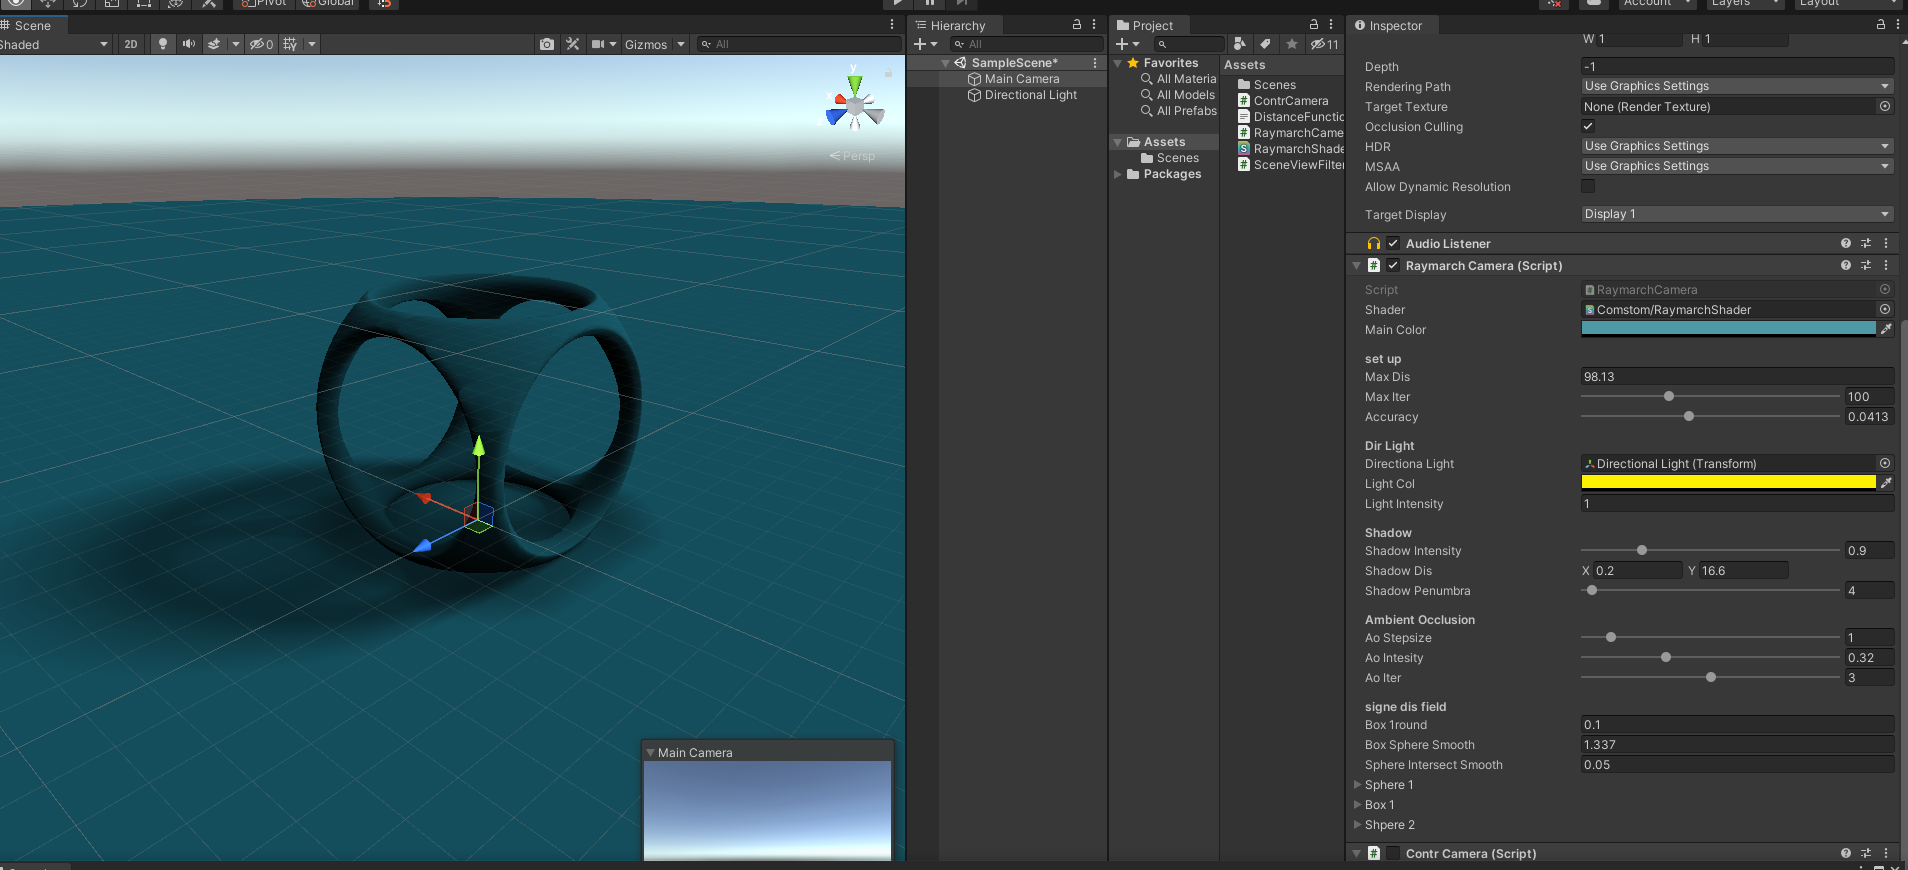 Pivot
Global
Account
Layers
Layout
Scene
Shaded
2D
0
Gizmos
All
y
Persp
Main Camera
Hierarchy
All
SampleScene*
Main Camera
Directional Light
Project
11
Favorites
All Materia
All Models
All Prefabs
Assets
Scenes
Packages
Assets
Scenes
ContrCamera
DistanceFunctio
RaymarchCame
RaymarchShade
SceneViewFilter
Inspector
W 1 H 1
Depth -1
Rendering Path Use Graphics Settings
Target Texture None (Render Texture)
Occlusion Culling
HDR Use Graphics Settings
MSAA Use Graphics Settings
Allow Dynamic Resolution
Target Display Display 1
Audio Listener
Raymarch Camera (Script)
Script RaymarchCamera
Shader Comstom/RaymarchShader
Main Color
set up
Max Dis 98.13
Max Iter 100
Accuracy 0.0413
Dir Light
Directiona Light Directional Light (Transform)
Light Col
Light Intensity 1
Shadow
Shadow Intensity 0.9
Shadow Dis X 0.2 Y 16.6
Shadow Penumbra 4
Ambient Occlusion
Ao Stepsize 1
Ao Intesity 0.32
Ao Iter 3
signe dis field
Box 1round 0.1
Box Sphere Smooth 1.337
Sphere Intersect Smooth 0.05
Sphere 1
Box 1
Shpere 2
Contr Camera (Script)